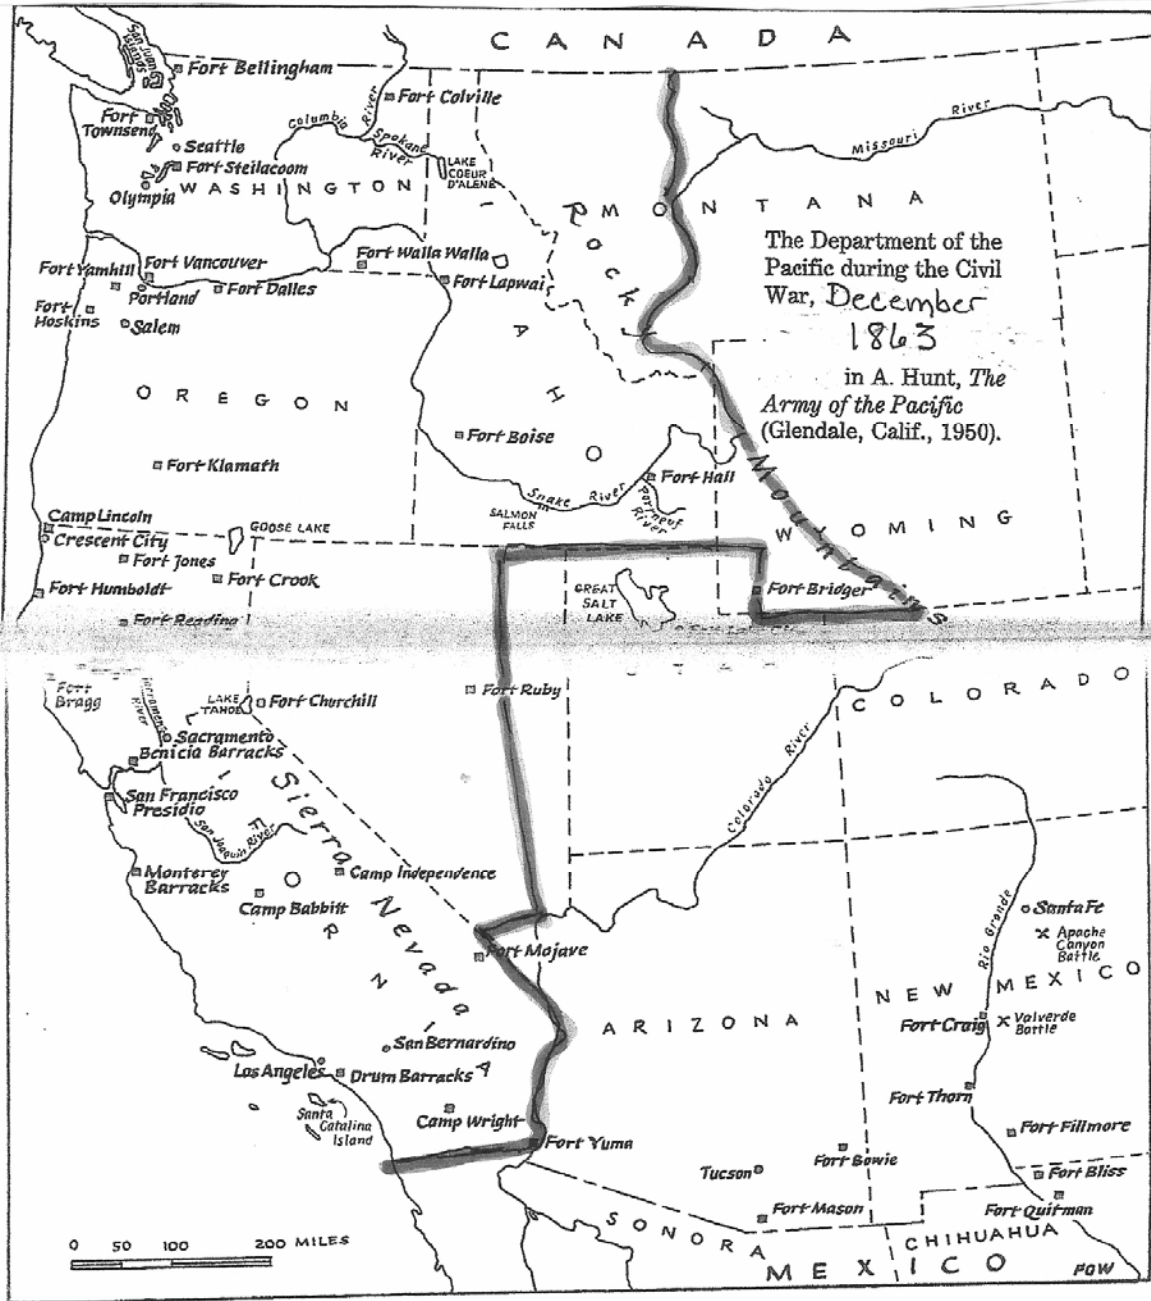 CANADA
San Juan
Islands
Fort Bellingham
Fort Colville
Columbia
River
Spokane
River
Fort
Townsend
Seattle
Fort Steilacoom
Olympia
WASHINGTON
LAKE
COEUR
D'ALENE
Missouri River
MONTANA
Rocky Mountains
The Department of the
Pacific during the Civil
War, December
1863
in A. Hunt, The
Army of the Pacific
(Glendale, Calif., 1950).
Fort Yamhill
Fort Vancouver
Fort Walla Walla
Fort Lapwai
Portland
Fort Dalles
Fort
Hoskins
Salem
IDAHO
OREGON
Fort Boise
Fort Klamath
Fort Hall
Snake River
Portneuf
River
SALMON
FALLS
WYOMING
Camp Lincoln
GOOSE LAKE
Crescent City
Fort Jones
Fort Crook
Fort Humboldt
Fort Reading
GREAT
SALT
LAKE
Fort Bridger
UTAH
Fort
Bragg
Sacramento
River
LAKE
TAHOE
Fort Churchill
Fort Ruby
COLORADO
Sacramento
Benicia Barracks
San Francisco
Presidio
San Joaquin River
Sierra Nevada
Colorado River
Monterey
Barracks
Camp Independence
Camp Babbitt
Santa Fe
Apache
Canyon
Battle
Rio Grande
Fort Mojave
NEW MEXICO
ARIZONA
Fort Craig
Valverde
Battle
San Bernardino
Los Angeles
Drum Barracks
Santa
Catalina
Island
Camp Wright
Fort Yuma
Fort Thorn
Fort Fillmore
Tucson
Fort Bowie
Fort Bliss
Fort Mason
Fort Quitman
SONORA
CHIHUAHUA
MEXICO
0 50 100 200 MILES
PGW